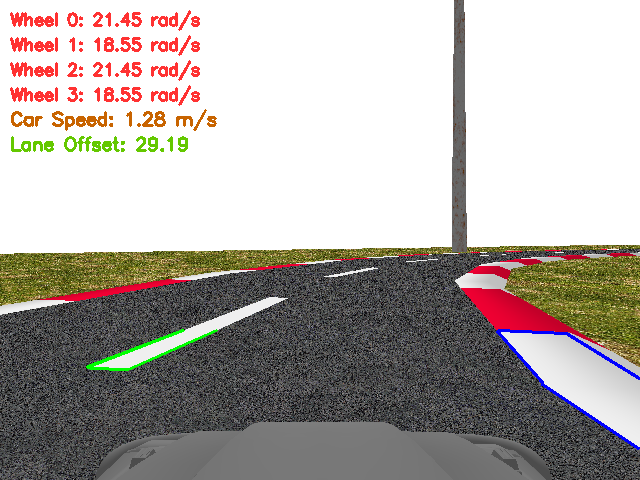 Wheel 0: 21.45 rad/s
Wheel 1: 18.55 rad/s
Wheel 2: 21.45 rad/s
Wheel 3: 18.55 rad/s
Car Speed: 1.28 m/s
Lane Offset: 29.19